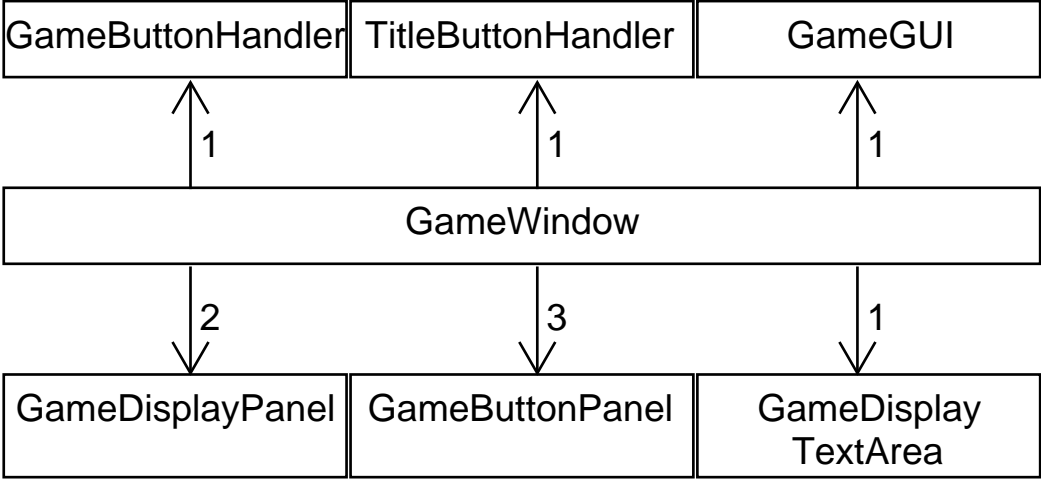 GameButtonHandler TitleButtonHandler GameGUI
1 1 1
GameWindow
2 3 1
GameDisplayPanel GameButtonPanel GameDisplay
TextArea